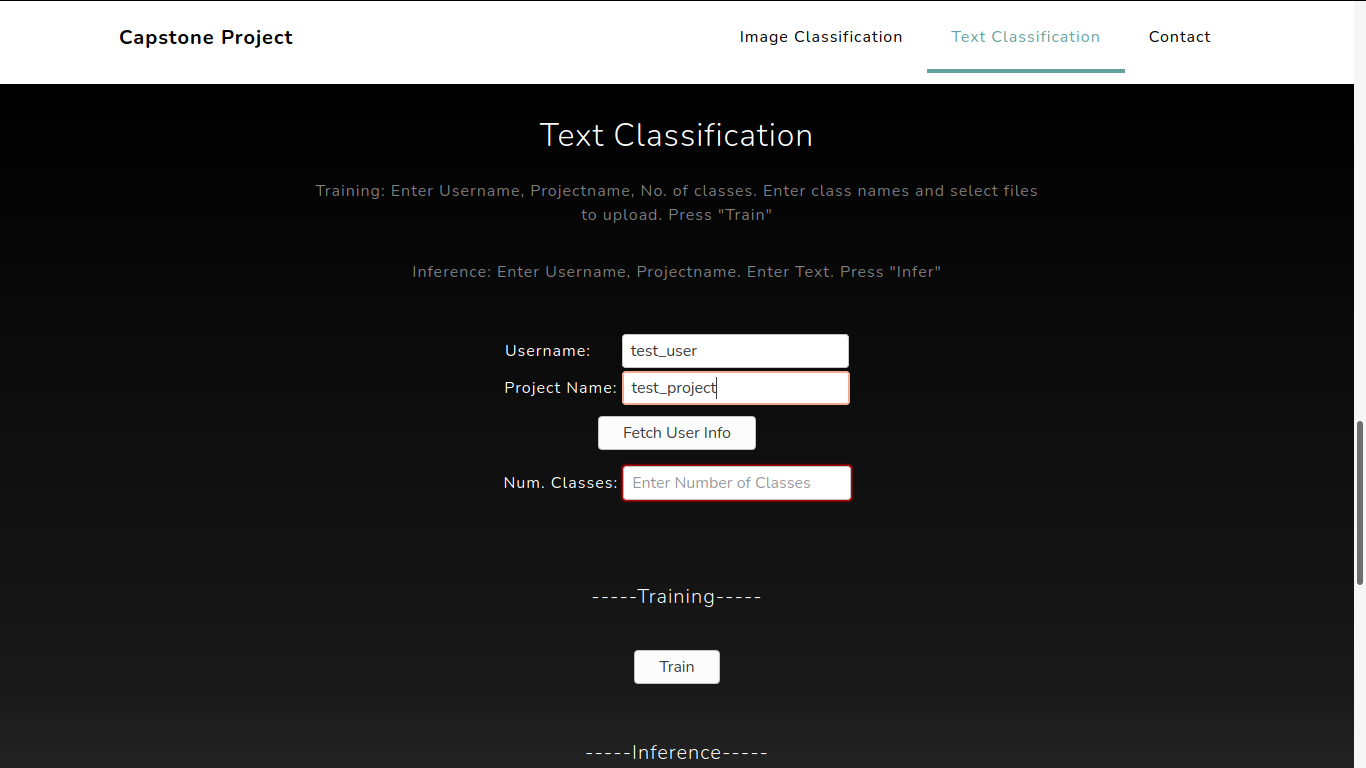 Capstone Project Image Classification Text Classification Contact
Text Classification
Training: Enter Username, Projectname, No. of classes. Enter class names and select files
to upload. Press "Train"
Inference: Enter Username, Projectname. Enter Text. Press "Infer"
Username: test_user
Project Name: test_project
Fetch User Info
Num. Classes: Enter Number of Classes
-----Training-----
Train
-----Inference-----